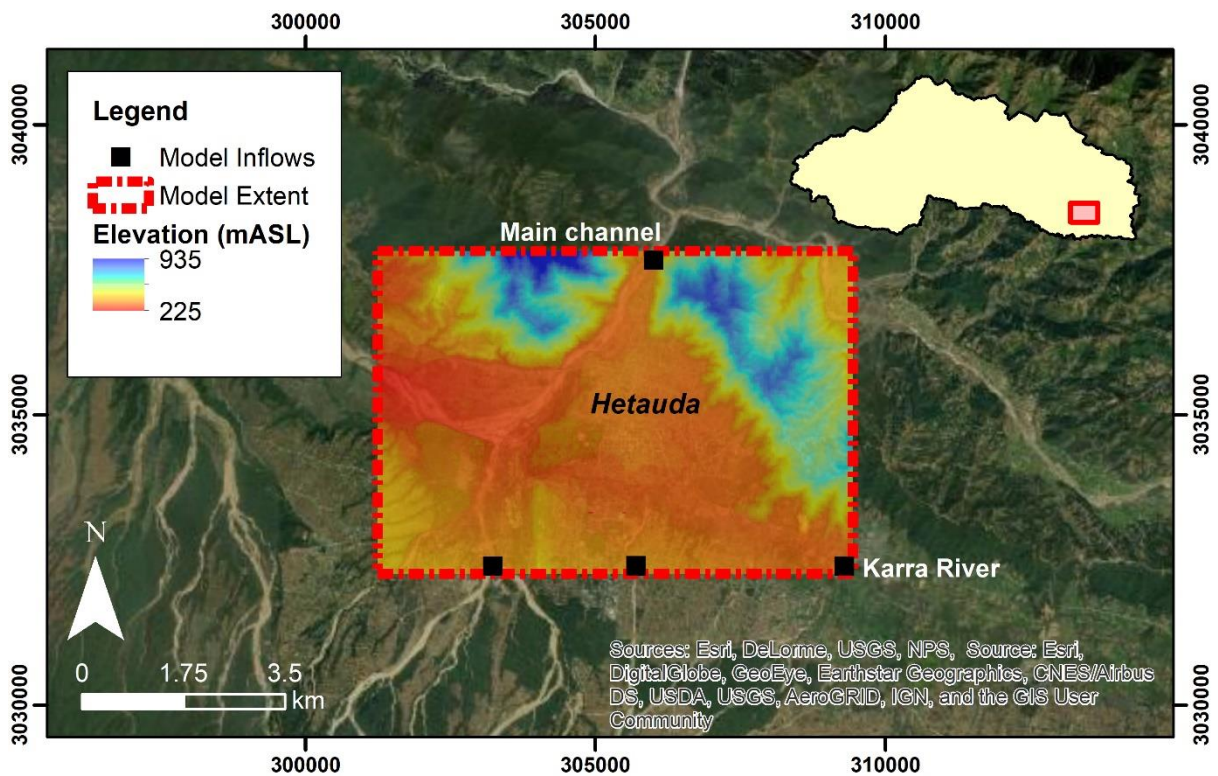 300000 305000 310000
3040000
3040000
Legend
Model Inflows
Model Extent
Elevation (mASL)
935
225
Main channel
Hetauda
3035000
3035000
Karra River
N
0 1.75 3.5
km
Sources: Esri, DeLorme, USGS, NPS, Source: Esri,
DigitalGlobe, GeoEye, Earthstar Geographics, CNES/Airbus
DS, USDA, USGS, AeroGRID, IGN, and the GIS User
Community
3030000
3030000
300000 305000 310000